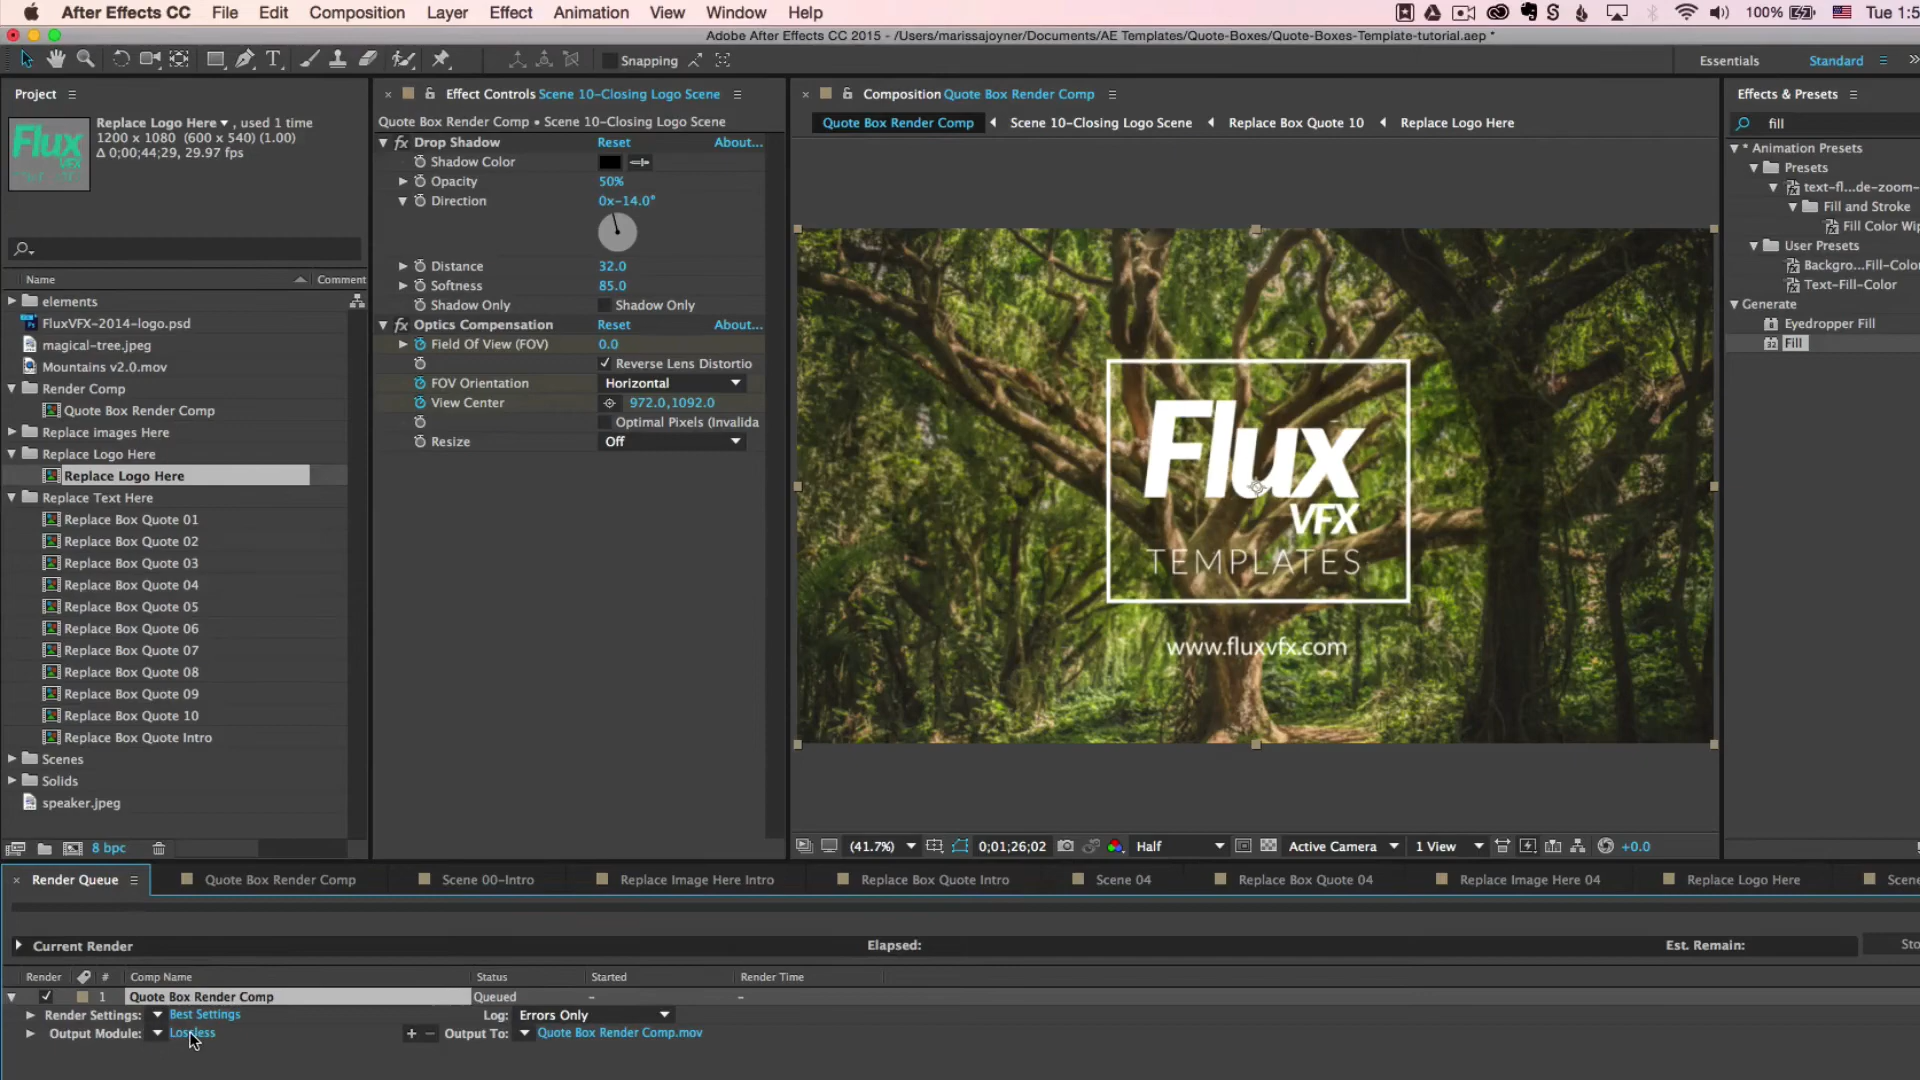 After Effects CC File Edit Composition Layer Effect Animation View Window Help 100% Tue 1:5
Adobe After Effects CC 2015 - /Users/marissajoyner/Documents/AE Templates/Quote-Boxes/Quote-Boxes-Template-tutorial.aep *
Snapping Essentials Standard
Project
Replace Logo Here, used 1 time
1200 x 1080 (600 x 540) (1.00)
Δ 0;00;44;29, 29.97 fps
Name Comment
elements
FluxVFX-2014-logo.psd
magical-tree.jpeg
Mountains v2.0.mov
Render Comp
Quote Box Render Comp
Replace images Here
Replace Logo Here
Replace Logo Here
Replace Text Here
Replace Box Quote 01
Replace Box Quote 02
Replace Box Quote 03
Replace Box Quote 04
Replace Box Quote 05
Replace Box Quote 06
Replace Box Quote 07
Replace Box Quote 08
Replace Box Quote 09
Replace Box Quote 10
Replace Box Quote Intro
Scenes
Solids
speaker.jpeg
8 bpc
Effect Controls Scene 10-Closing Logo Scene
Quote Box Render Comp • Scene 10-Closing Logo Scene
fx Drop Shadow Reset About...
Shadow Color
Opacity 50%
Direction 0x-14.0°
Distance 32.0
Softness 85.0
Shadow Only Shadow Only
fx Optics Compensation Reset About...
Field Of View (FOV) 0.0
Reverse Lens Distortio
FOV Orientation Horizontal
View Center 972.0,1092.0
Optimal Pixels (Invalida
Resize Off
Composition Quote Box Render Comp
Quote Box Render Comp Scene 10-Closing Logo Scene Replace Box Quote 10 Replace Logo Here
Flux
VFX
TEMPLATES
www.fluxvfx.com
(41.7%) 0;01;26;02 Half Active Camera 1 View +0.0
Effects & Presets
fill
* Animation Presets
Presets
text-fl...de-zoom-
Fill and Stroke
Fill Color Wip
User Presets
Backgro...Fill-Color
Text-Fill-Color
Generate
Eyedropper Fill
Fill
Render Queue Quote Box Render Comp Scene 00-Intro Replace Image Here Intro Replace Box Quote Intro Scene 04 Replace Box Quote 04 Replace Image Here 04 Replace Logo Here Scene
Current Render Elapsed: Est. Remain: Sto
Render # Comp Name Status Started Render Time
1 Quote Box Render Comp Queued – –
Render Settings: Best Settings Log: Errors Only
Output Module: Lossless Output To: Quote Box Render Comp.mov